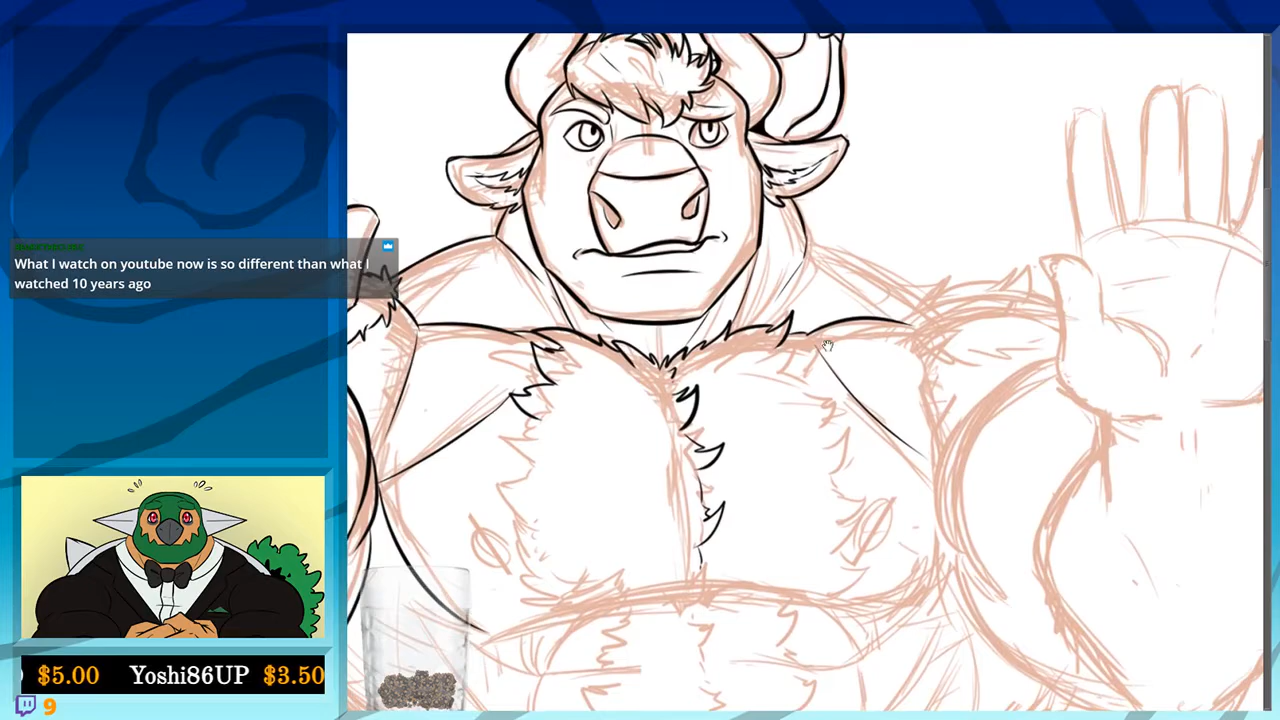 What I watch on youtube now is so different than what I
watched 10 years ago
$5.00 Yoshi86UP $3.50
9